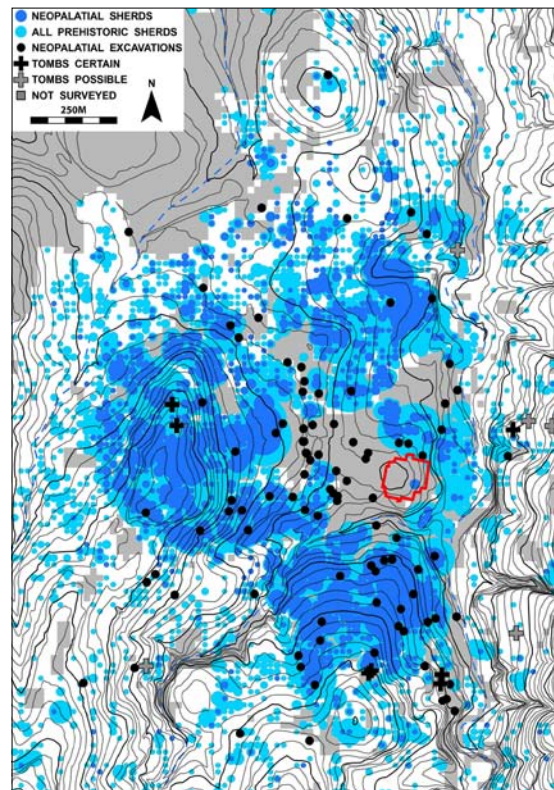 NEOPALATIAL SHERDS
ALL PREHISTORIC SHERDS
NEOPALATIAL EXCAVATIONS
TOMBS CERTAIN
TOMBS POSSIBLE
NOT SURVEYED
250M
N